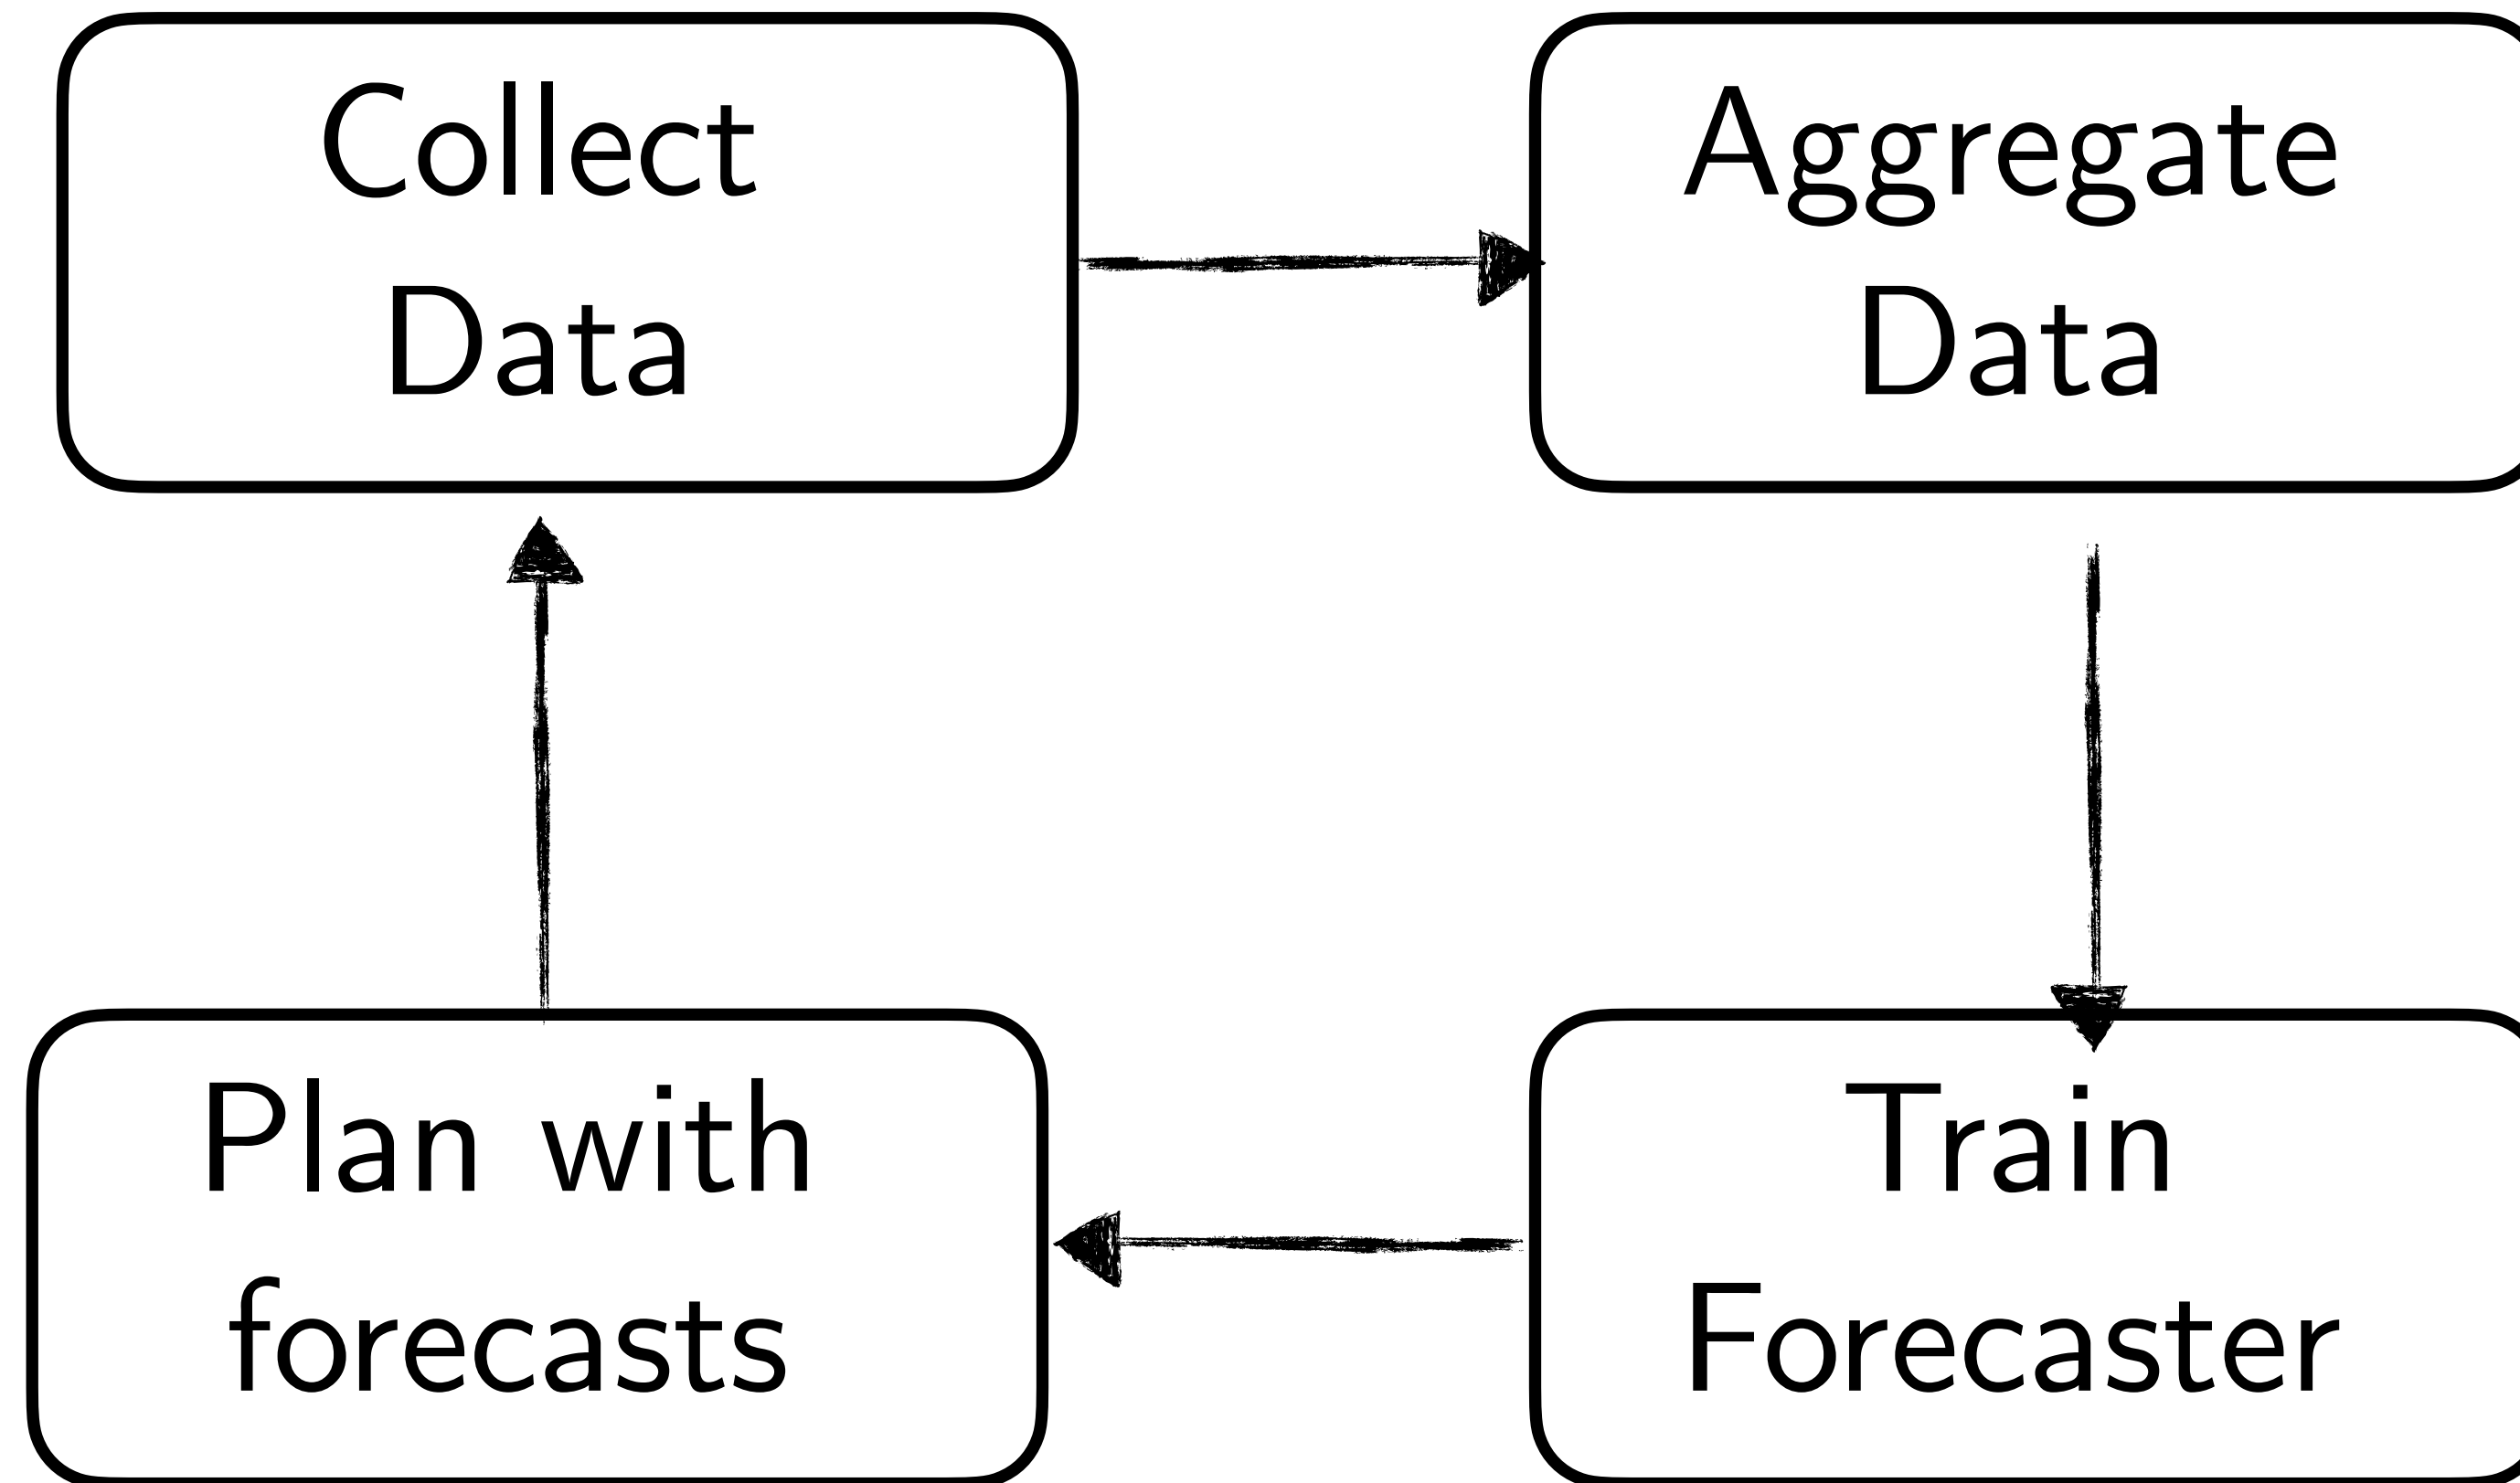 Collect
Data
Aggregate
Data
Plan with
forecasts
Train
Forecaster